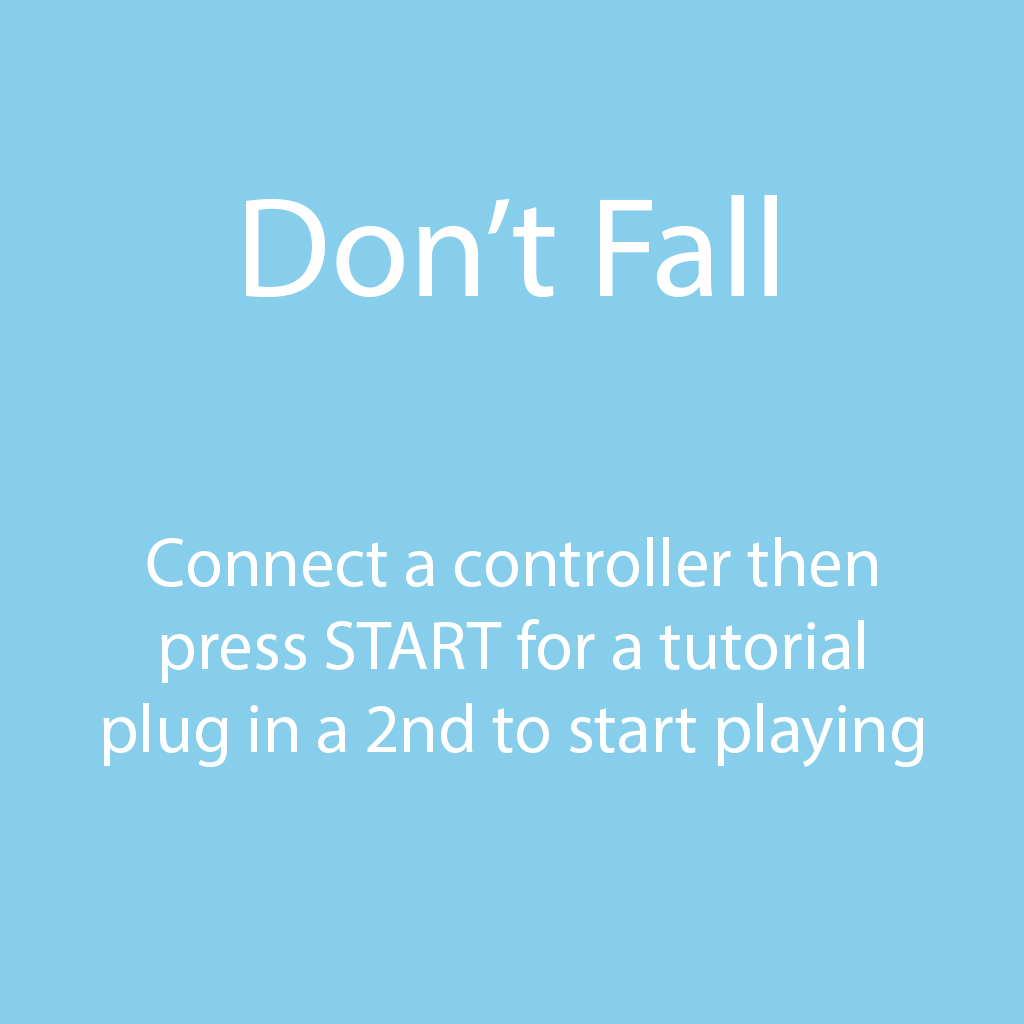 Don’t Fall
Connect a controller then
press START for a tutorial
plug in a 2nd to start playing